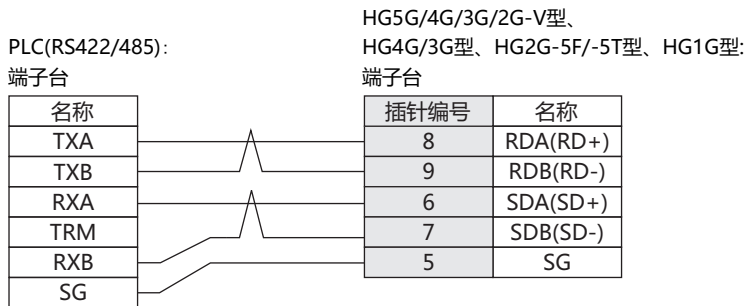 HG5G/4G/3G/2G-V型、
PLC(RS422/485)： HG4G/3G型、HG2G-5F/-5T型、HG1G型:
端子台 端子台
名称 插针编号 名称
TXA 8 RDA(RD+)
TXB 9 RDB(RD-)
RXA 6 SDA(SD+)
TRM 7 SDB(SD-)
RXB 5 SG
SG